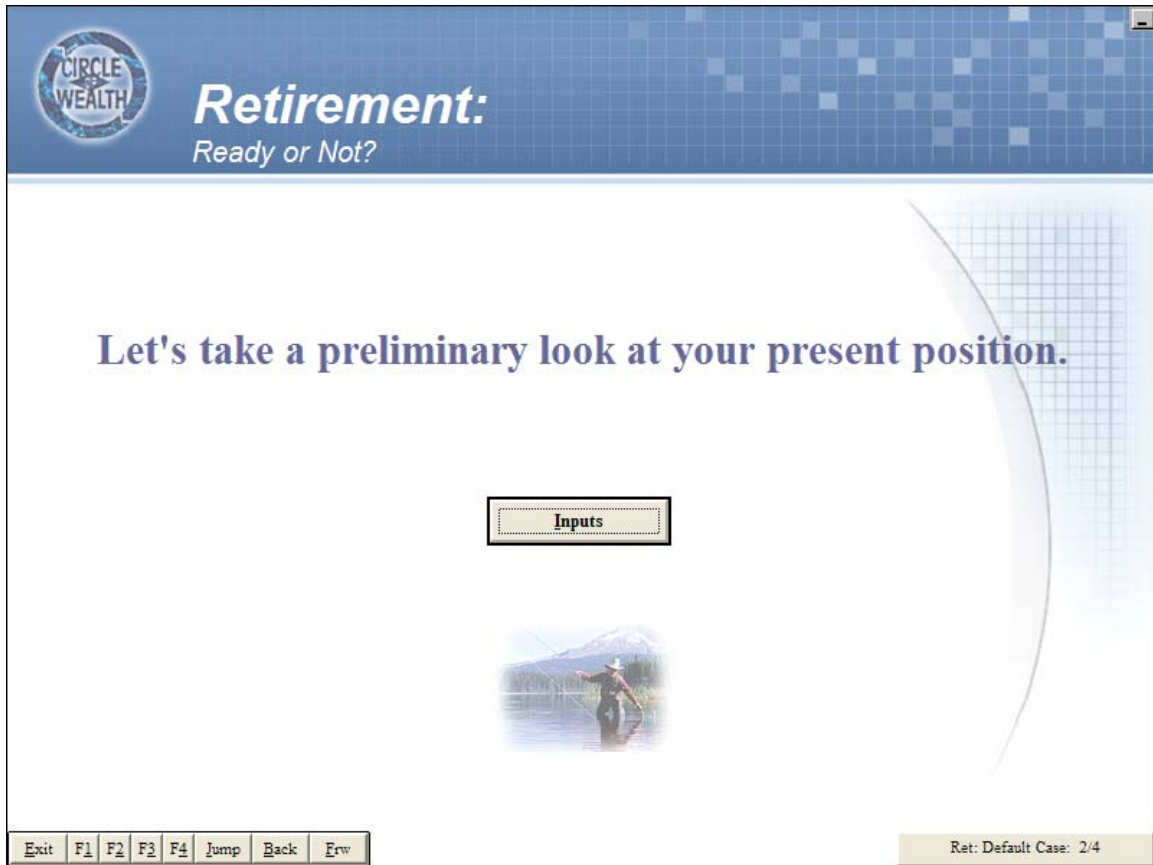 CIRCLE
OF
WEALTH
Retirement:
Ready or Not?
Let's take a preliminary look at your present position.
Inputs
Exit F1 F2 F3 F4 Jump Back Frw
Ret: Default Case: 2/4